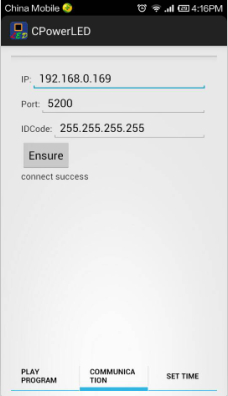 China Mobile 4:16PM
CPowerLED
IP: 192.168.0.169
Port: 5200
IDCode: 255.255.255.255
Ensure
connect success
PLAY PROGRAM
COMMUNICA
TION
SET TIME